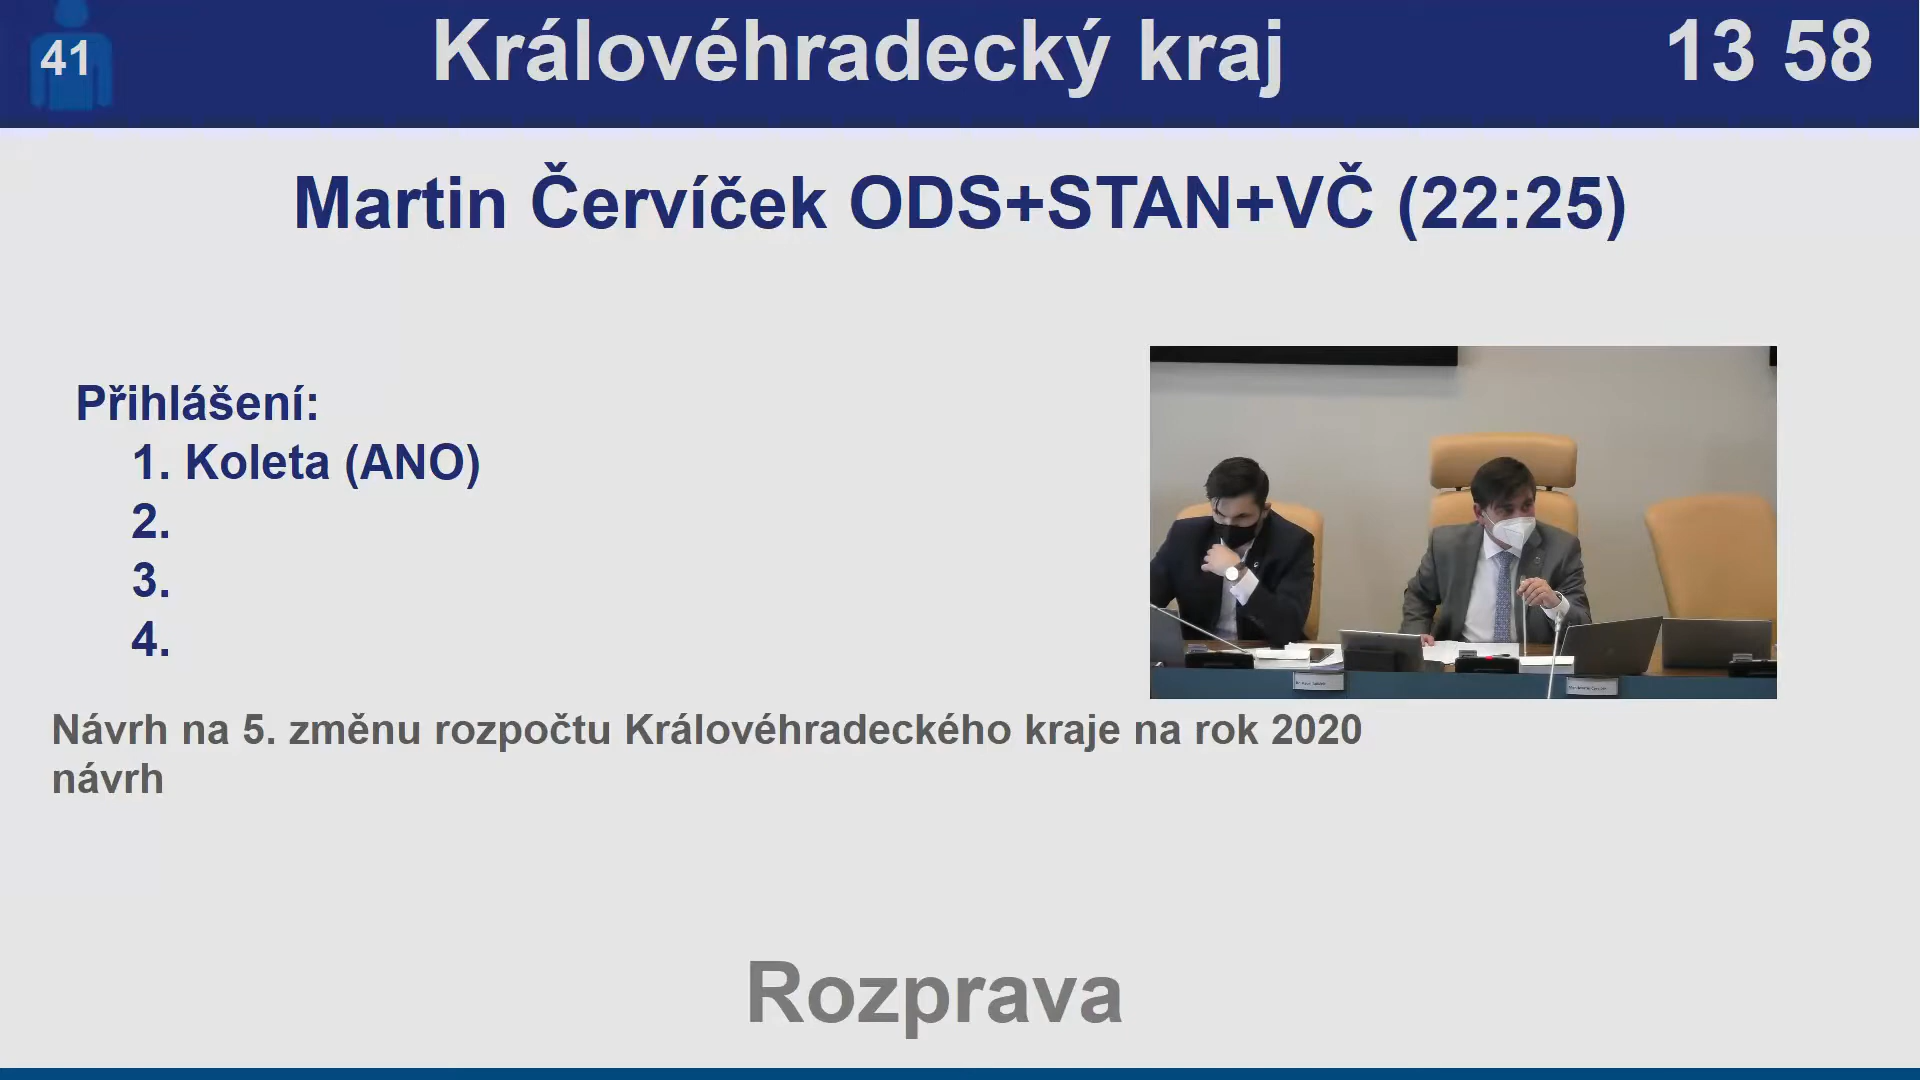 41
Královéhradecký kraj
13 58
Martin Červíček ODS+STAN+VČ (22:25)
Přihlášení:
1. Koleta (ANO)
2.
3.
4.
Návrh na 5. změnu rozpočtu Královéhradeckého kraje na rok 2020
návrh
Rozprava